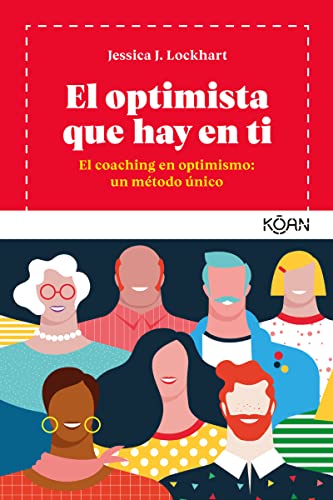 Jessica J. Lockhart
El optimista
que hay en ti
El coaching en optimismo:
un método único
KŌAN